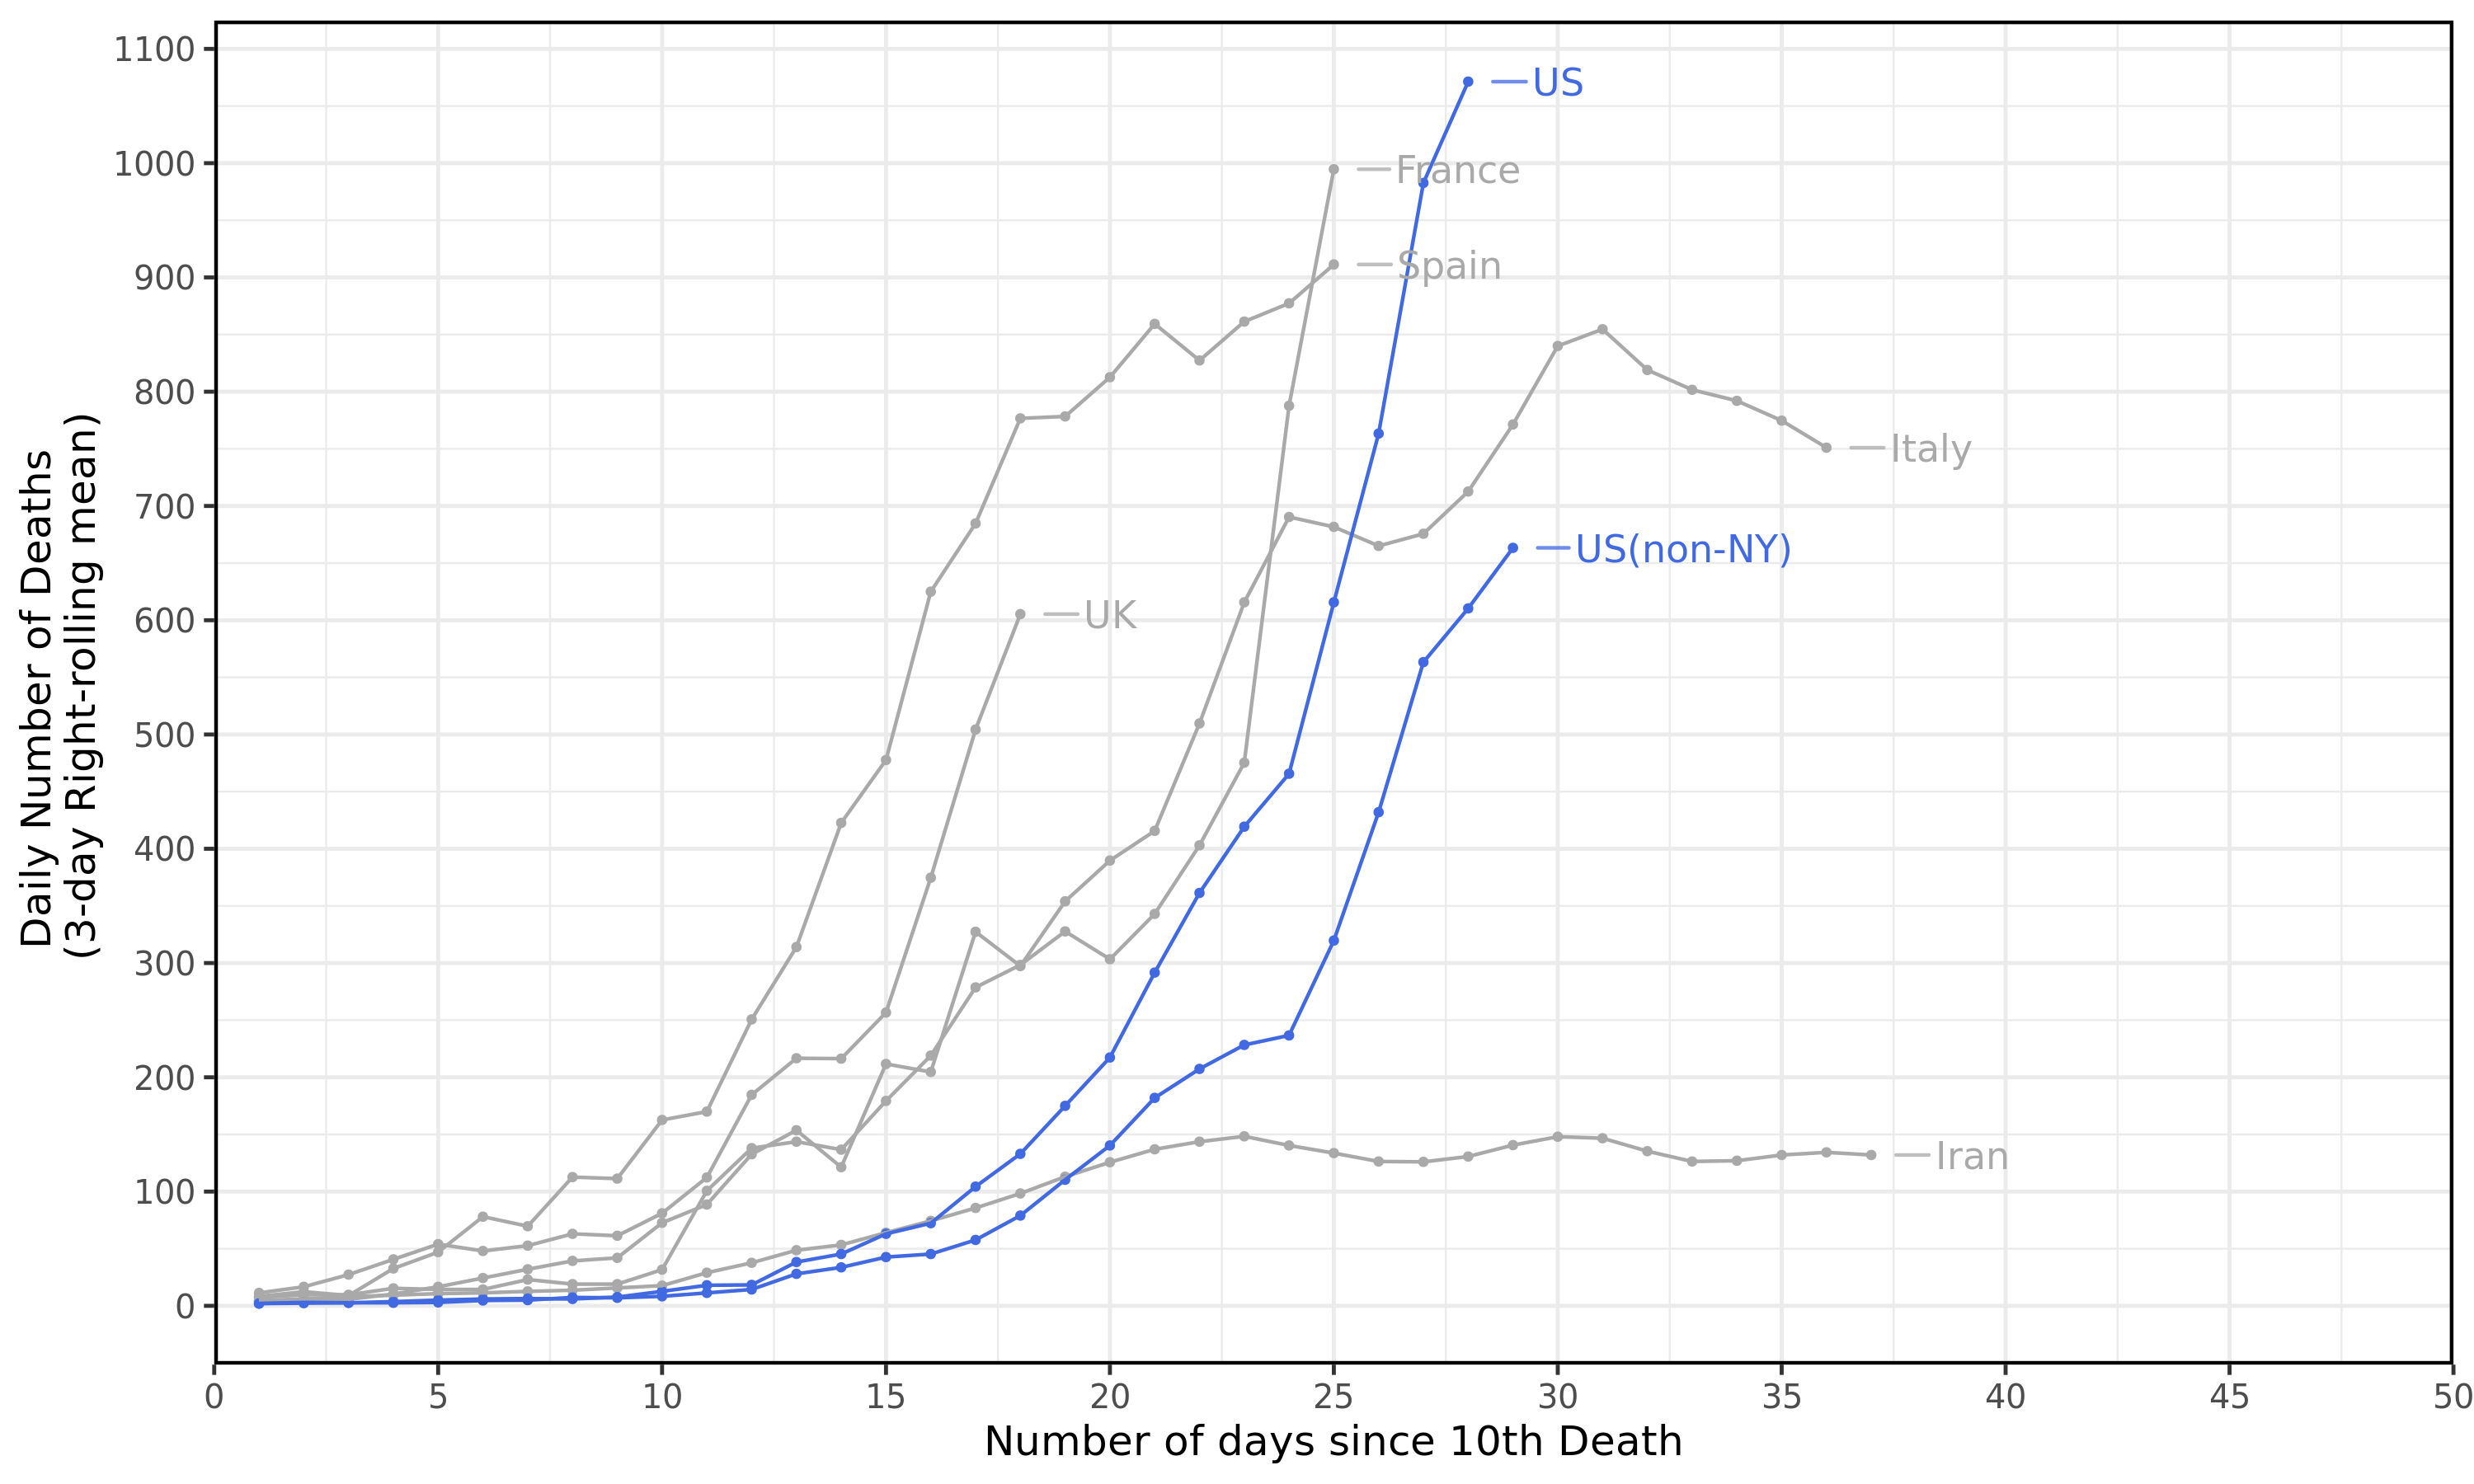 Daily Number of Deaths
(3-day Right-rolling mean)
1100
1000
900
800
700
600
500
400
300
200
100
0
US
France
Spain
Italy
US(non-NY)
UK
Iran
0 5 10 15 20 25 30 35 40 45 50
Number of days since 10th Death